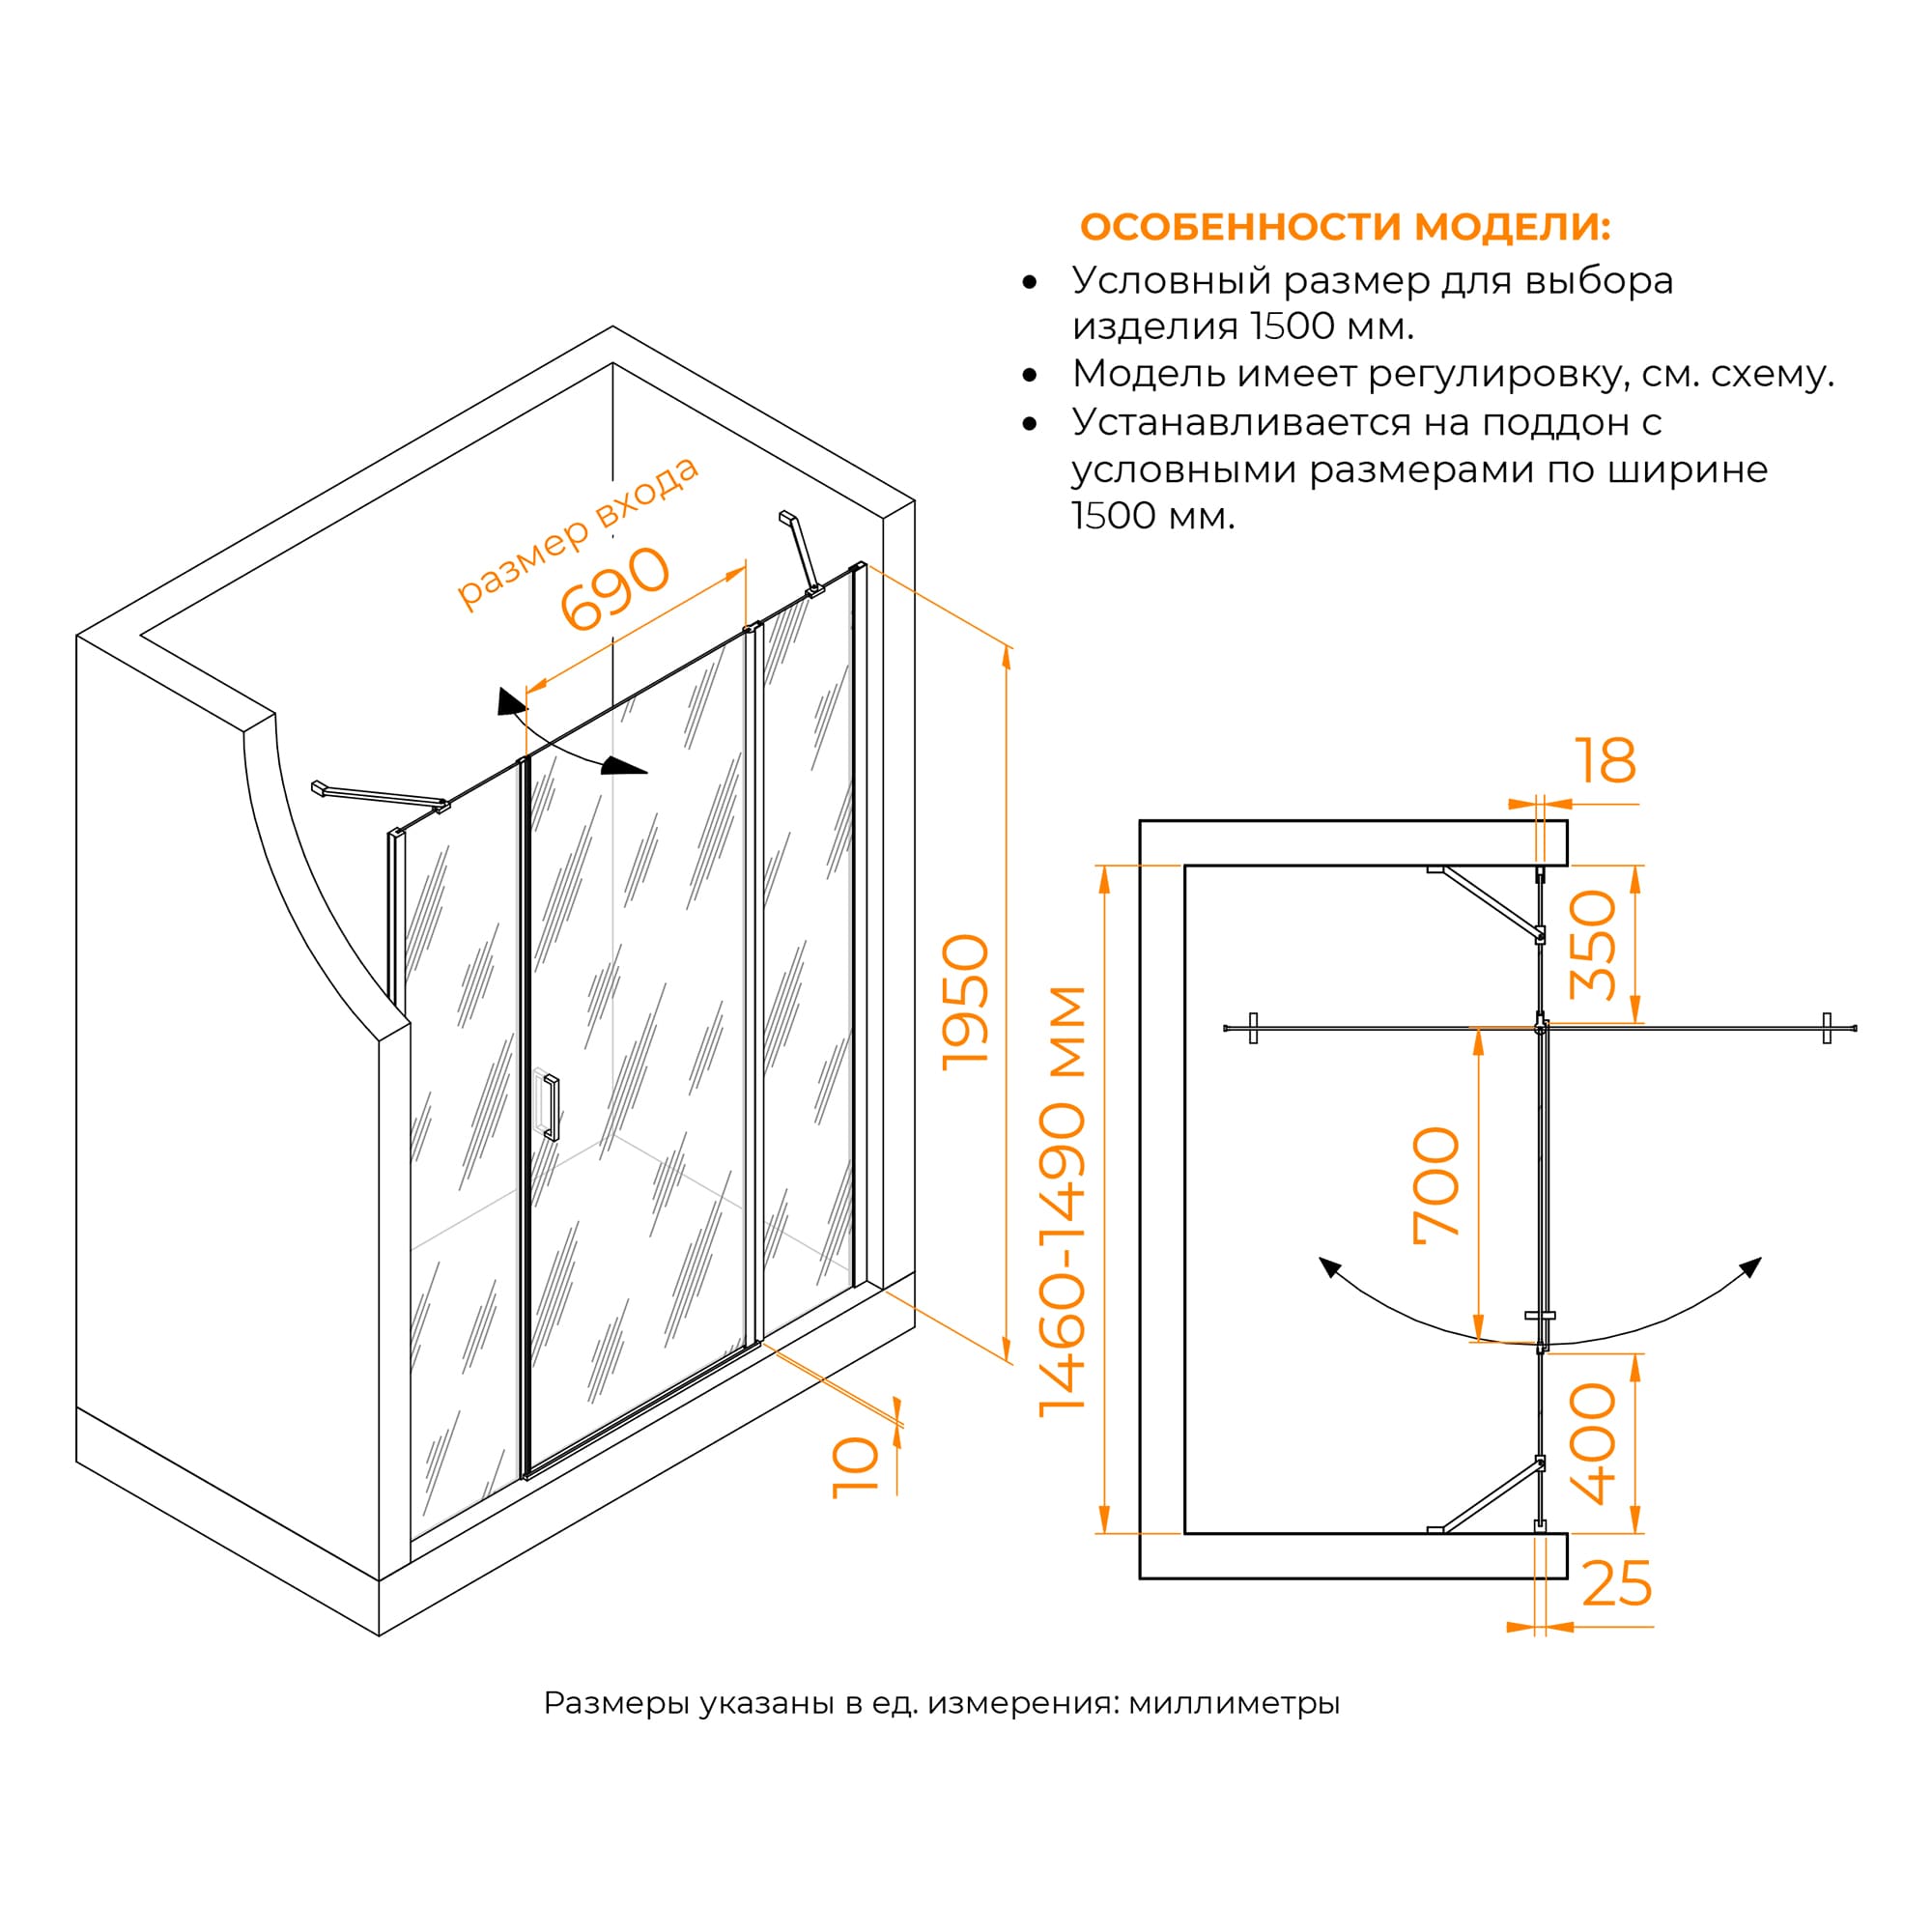 ОСОБЕННОСТИ МОДЕЛИ:
• Условный размер для выбора
изделия 1500 мм.
• Модель имеет регулировку, см. схему.
• Устанавливается на поддон с
условными размерами по ширине
1500 мм.
размер входа
690
1950
10
18
350
1460-1490 мм
700
400
25
Размеры указаны в ед. измерения: миллиметры